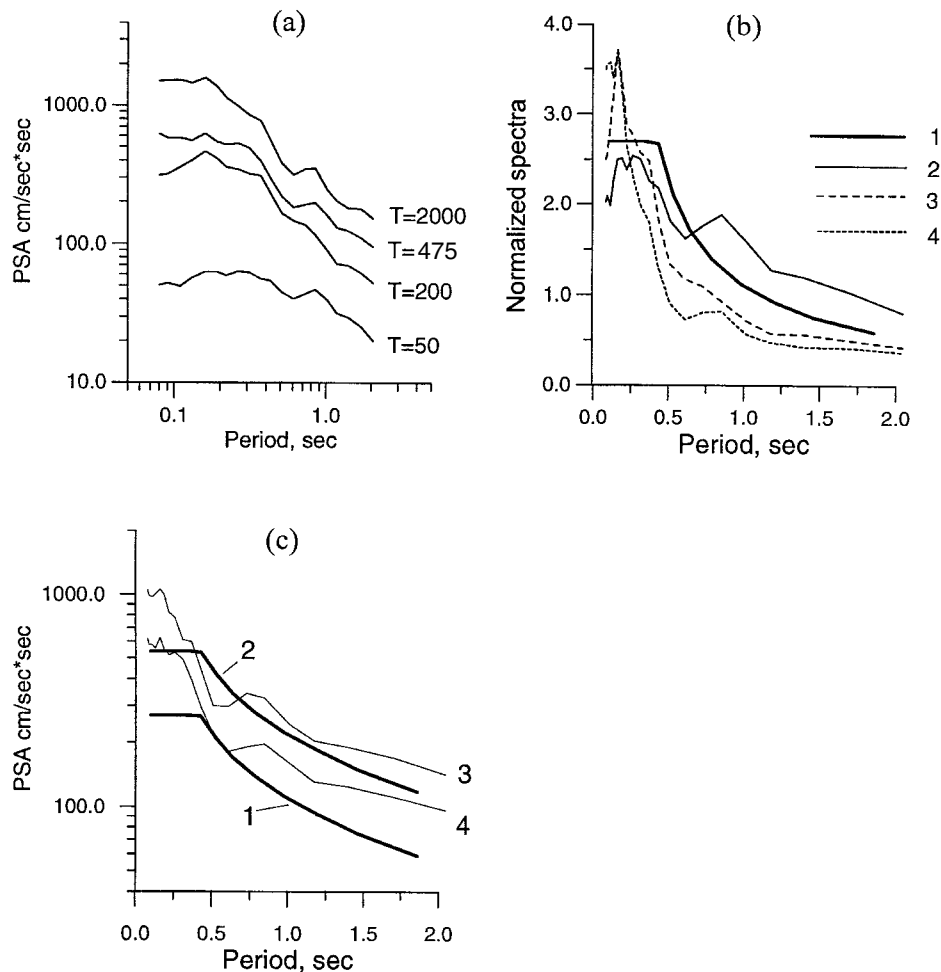 (a)
PSA cm/sec*sec
1000.0
100.0
10.0
T=2000
T=475
T=200
T=50
0.1
1.0
Period, sec
(b)
Normalized spectra
4.0
3.0
2.0
1.0
0.0
0.0
0.5
1.0
1.5
2.0
Period, sec
1
2
3
4
(c)
PSA cm/sec*sec
1000.0
100.0
2
1
3
4
0.0
0.5
1.0
1.5
2.0
Period, sec